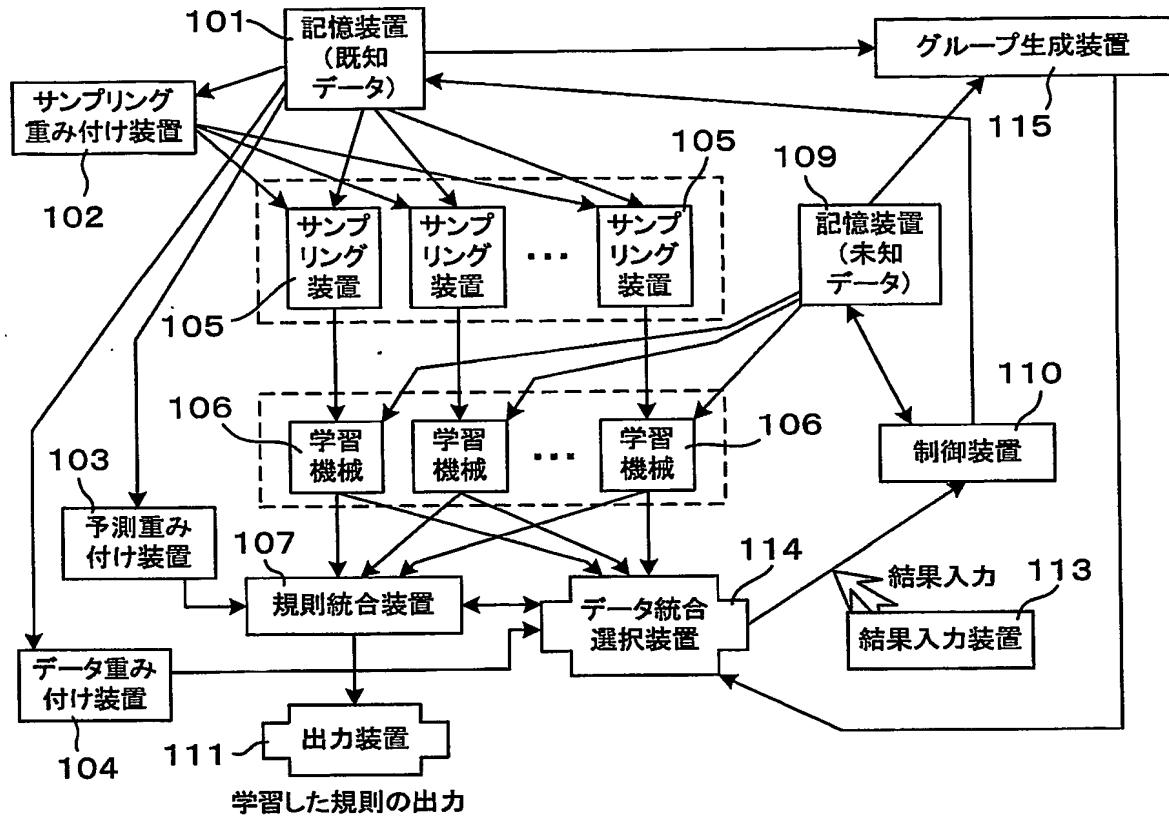 101
記憶装置
(既知
データ)
グループ生成装置
115
サンプリング
重み付け装置
102
105
109
サンプ
リング
装置
サンプ
リング
装置
...
サンプ
リング
装置
記憶装置
(未知
データ)
105
110
106
学習
機械
学習
機械
...
学習
機械
106
制御装置
103
予測重み
付け装置
107
規則統合装置
114
データ統合
選択装置
結果入力
113
結果入力装置
データ重み
付け装置
104
111
出力装置
学習した規則の出力